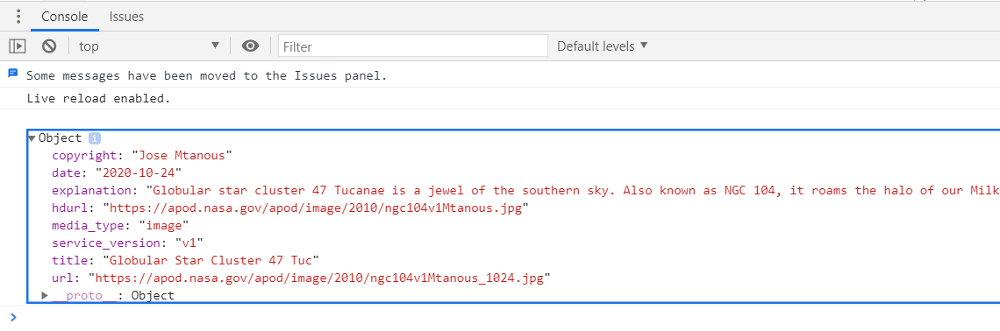 Console Issues
top Filter Default levels
Some messages have been moved to the Issues panel.
Live reload enabled.
Object i
copyright: "Jose Mtanous"
date: "2020-10-24"
explanation: "Globular star cluster 47 Tucanae is a jewel of the southern sky. Also known as NGC 104, it roams the halo of our Milk
hdurl: "https://apod.nasa.gov/apod/image/2010/ngc104v1Mtanous.jpg"
media_type: "image"
service_version: "v1"
title: "Globular Star Cluster 47 Tuc"
url: "https://apod.nasa.gov/apod/image/2010/ngc104v1Mtanous_1024.jpg"
__proto__: Object